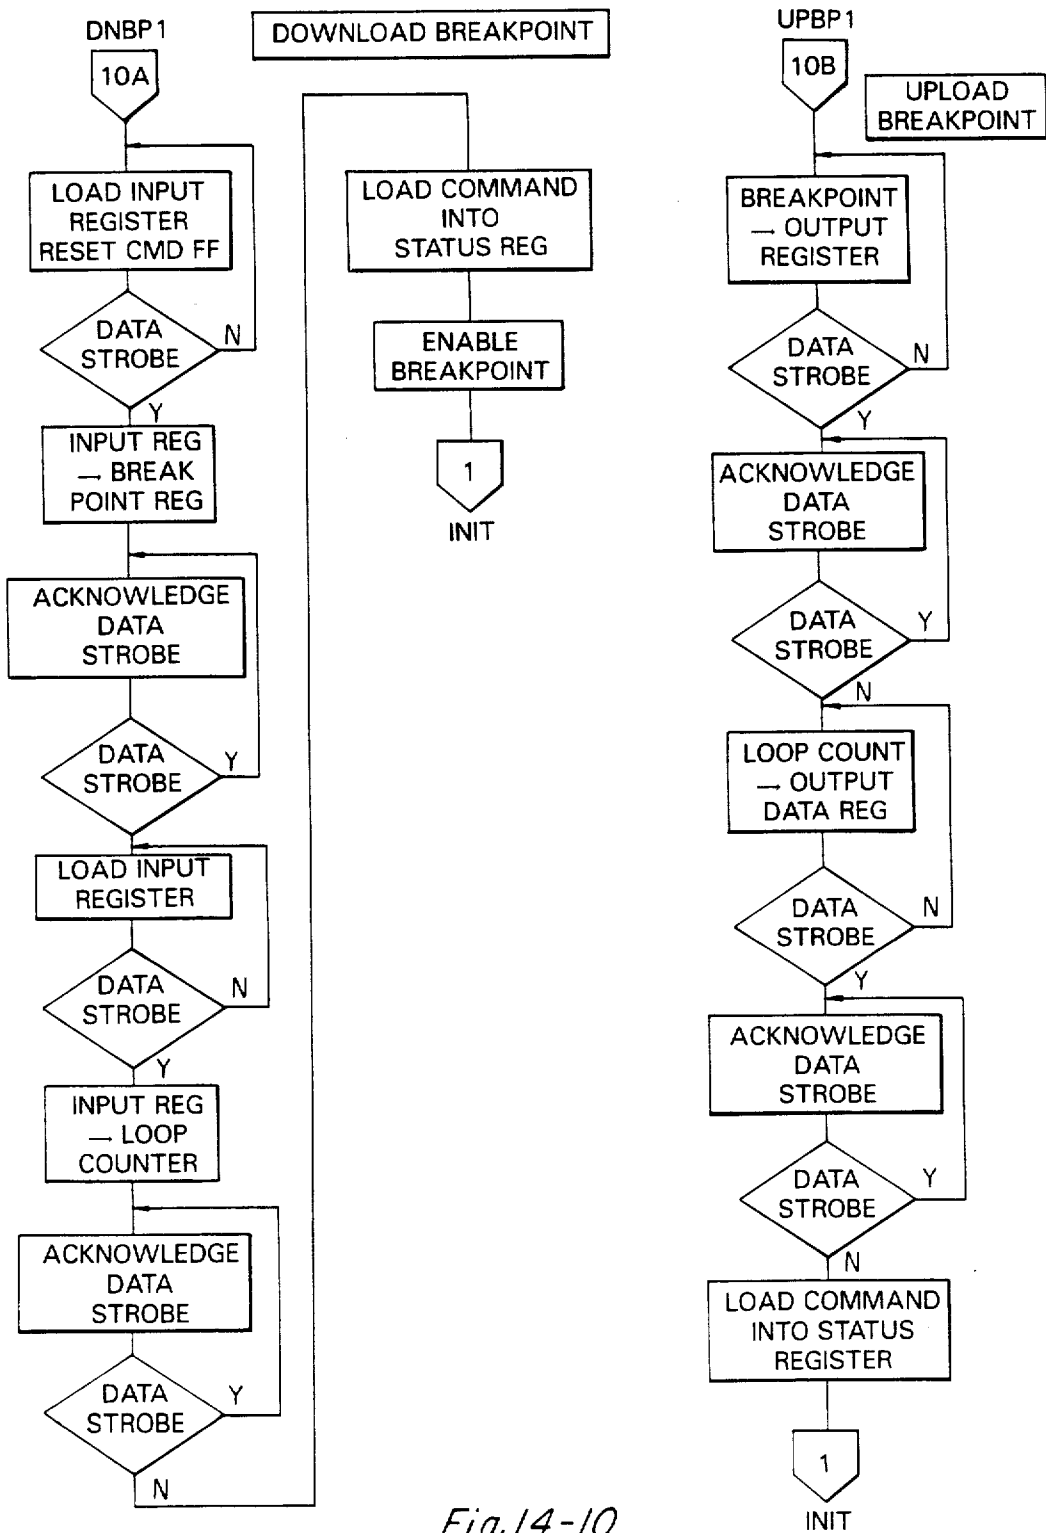 DNBP1
10A
DOWNLOAD BREAKPOINT
LOAD INPUT
REGISTER
RESET CMD FF
DATA
STROBE
N
Y
INPUT REG
→ BREAK
POINT REG
ACKNOWLEDGE
DATA
STROBE
DATA
STROBE
Y
LOAD INPUT
REGISTER
DATA
STROBE
N
Y
INPUT REG
→ LOOP
COUNTER
ACKNOWLEDGE
DATA
STROBE
DATA
STROBE
Y
N
LOAD COMMAND
INTO
STATUS REG
ENABLE
BREAKPOINT
1
INIT
UPBP1
10B
UPLOAD
BREAKPOINT
BREAKPOINT
→ OUTPUT
REGISTER
DATA
STROBE
N
Y
ACKNOWLEDGE
DATA
STROBE
DATA
STROBE
Y
N
LOOP COUNT
→ OUTPUT
DATA REG
DATA
STROBE
N
Y
ACKNOWLEDGE
DATA
STROBE
DATA
STROBE
Y
N
LOAD COMMAND
INTO STATUS
REGISTER
1
INIT
Fig. 14-10